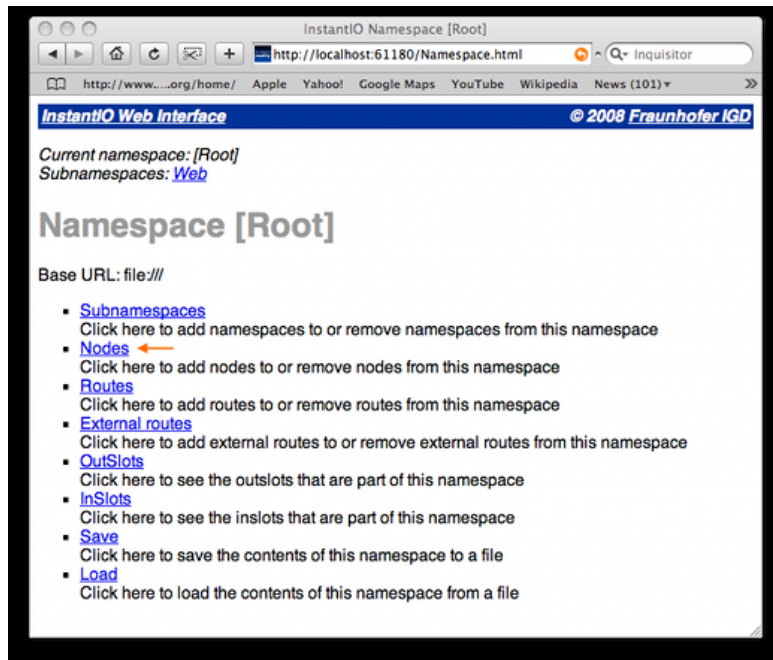 InstantIO Namespace [Root]
http://localhost:61180/Namespace.html
Inquisitor
http://www.....org/home/ Apple Yahoo! Google Maps YouTube Wikipedia News (101)
InstantIO Web Interface © 2008 Fraunhofer IGD
Current namespace: [Root]
Subnamespaces: Web
Namespace [Root]
Base URL: file:///
Subnamespaces
Click here to add namespaces to or remove namespaces from this namespace
Nodes
Click here to add nodes to or remove nodes from this namespace
Routes
Click here to add routes to or remove routes from this namespace
External routes
Click here to add external routes to or remove external routes from this namespace
OutSlots
Click here to see the outslots that are part of this namespace
InSlots
Click here to see the inslots that are part of this namespace
Save
Click here to save the contents of this namespace to a file
Load
Click here to load the contents of this namespace from a file